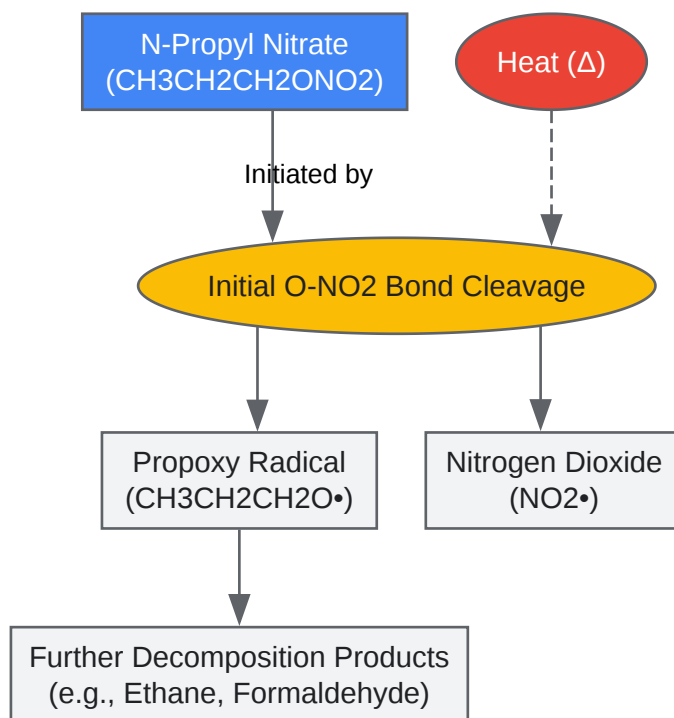 N-Propyl Nitrate
(CH3CH2CH2ONO2)
Heat (Δ)
Initiated by
Initial O-NO2 Bond Cleavage
Propoxy Radical
(CH3CH2CH2O•)
Nitrogen Dioxide
(NO2•)
Further Decomposition Products
(e.g., Ethane, Formaldehyde)